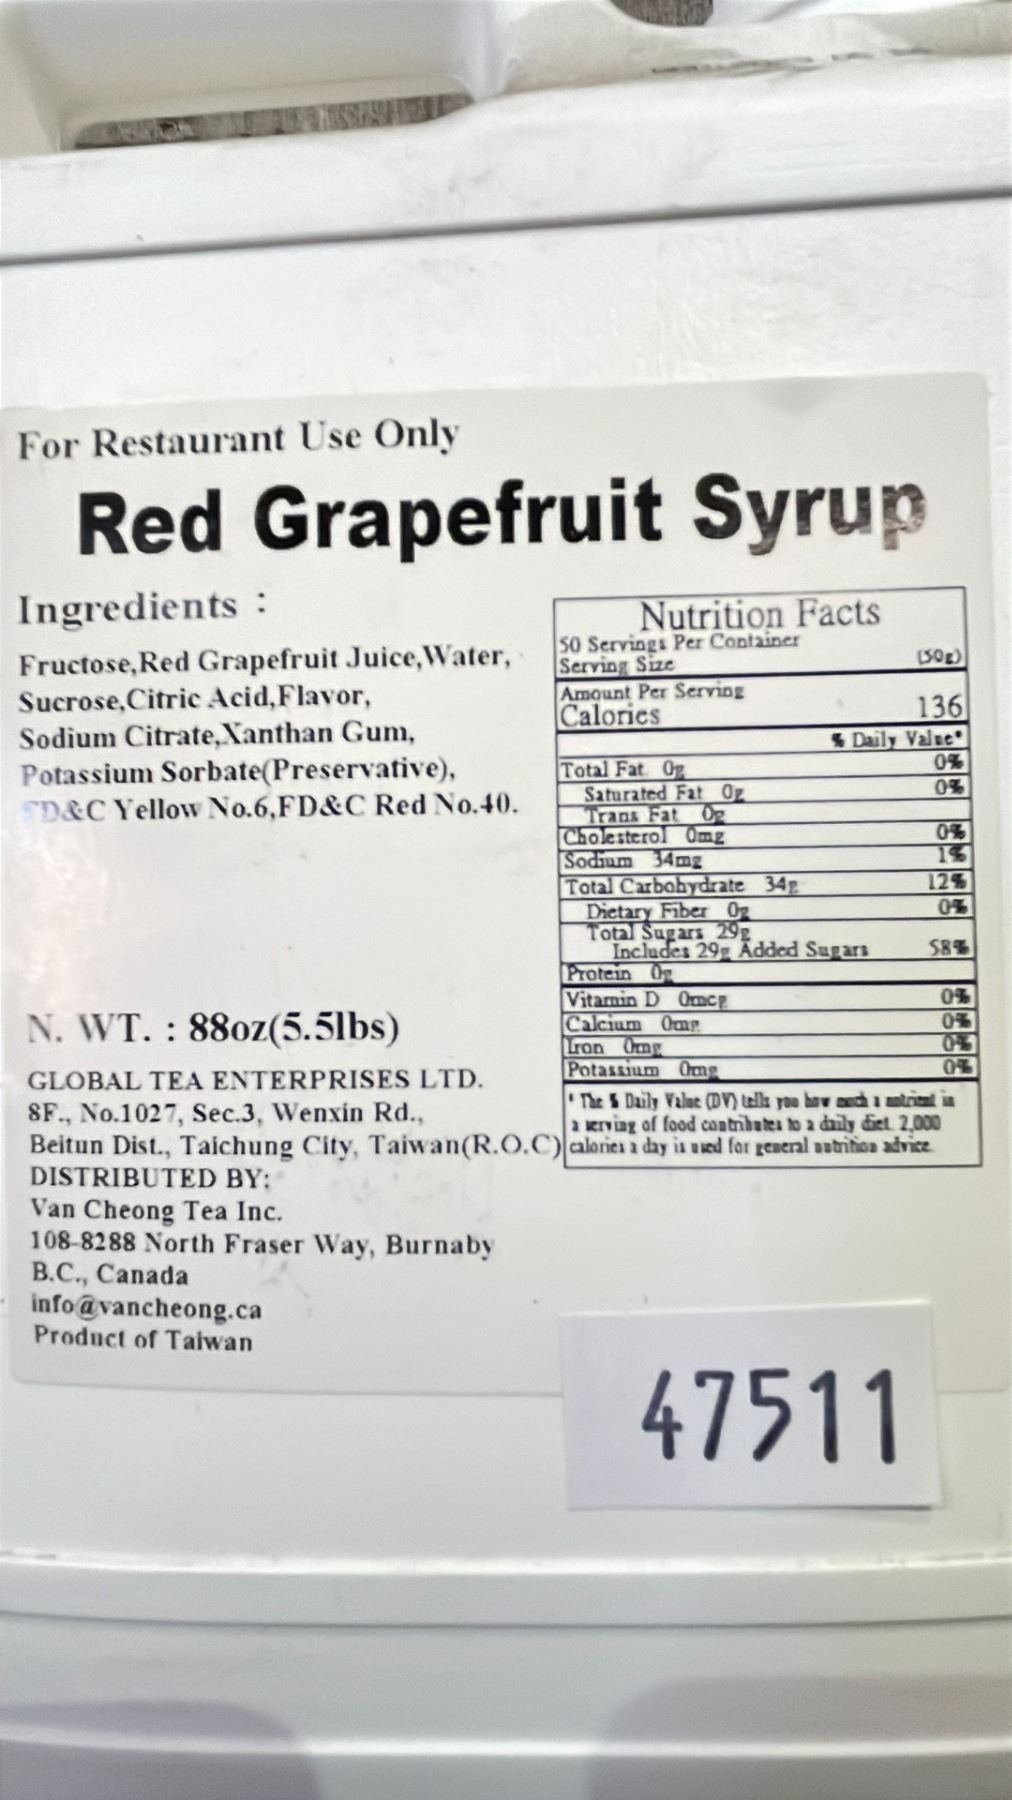 For Restaurant Use Only
Red Grapefruit Syrup
Ingredients :
Fructose,Red Grapefruit Juice,Water,
Sucrose,Citric Acid,Flavor,
Sodium Citrate,Xanthan Gum,
Potassium Sorbate(Preservative),
FD&C Yellow No.6,FD&C Red No.40.
N. WT. : 88oz(5.5lbs)
GLOBAL TEA ENTERPRISES LTD.
8F., No.1027, Sec.3, Wenxin Rd.,
Beitun Dist., Taichung City, Taiwan(R.O.C)
DISTRIBUTED BY:
Van Cheong Tea Inc.
108-8288 North Fraser Way, Burnaby
B.C., Canada
info@vancheong.ca
Product of Taiwan
Nutrition Facts
50 Servings Per Container
Serving Size (50g)
Amount Per Serving
Calories 136
% Daily Value*
Total Fat 0g 0%
Saturated Fat 0g 0%
Trans Fat 0g
Cholesterol 0mg 0%
Sodium 34mg 1%
Total Carbohydrate 34g 12%
Dietary Fiber 0g 0%
Total Sugars 29g
Includes 29g Added Sugars 58%
Protein 0g
Vitamin D 0mcg 0%
Calcium 0mg 0%
Iron 0mg 0%
Potassium 0mg 0%
* The % Daily Value (DV) tells you how much a nutrient in
a serving of food contributes to a daily diet. 2,000
calories a day is used for general nutrition advice.
47511